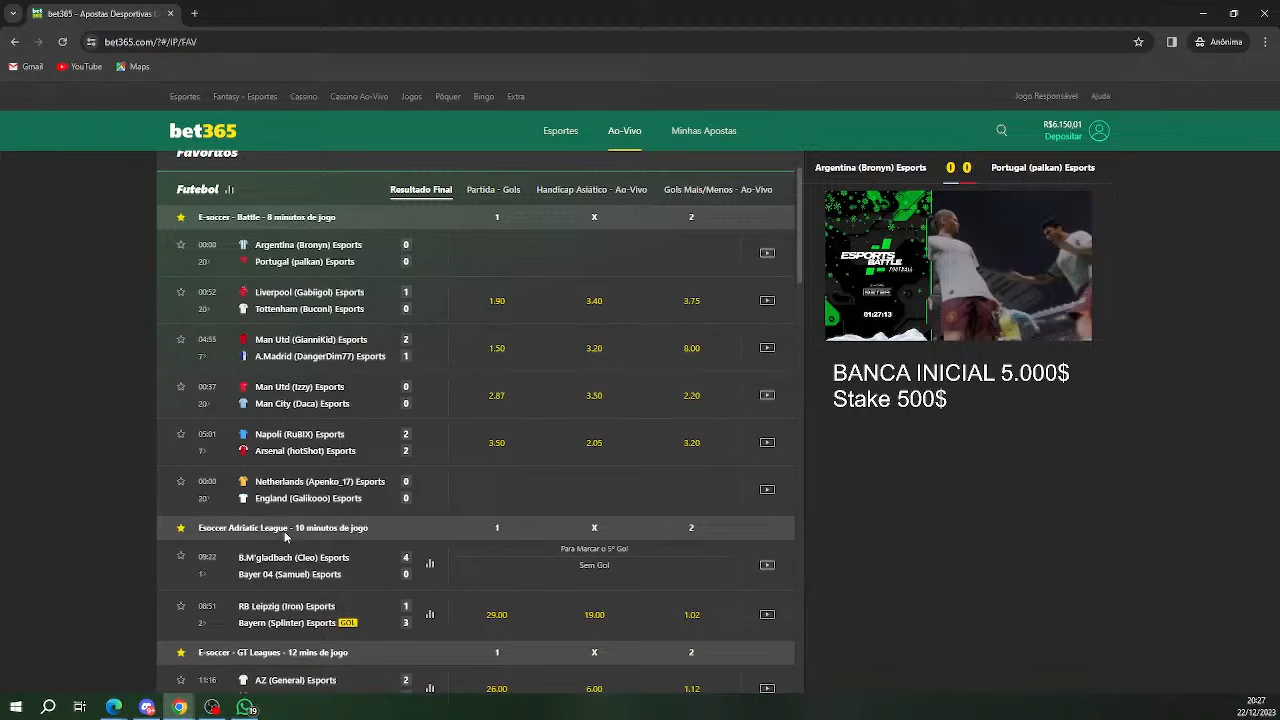 bet365 - Apostas Desportivas
bet365.com/?#/IP/FAV
Anônima
Gmail
YouTube
Maps
Esportes Fantasy - Esportes Cassino Cassino Ao-Vivo Jogos Pôquer Bingo Extra
Jogo Responsável Ajuda
bet365
Esportes Ao-Vivo Minhas Apostas
R$6.150,01
Depositar
Favoritos
Futebol Resultado Final Partida - Gols Handicap Asiático - Ao-Vivo Gols Mais/Menos - Ao-Vivo
E-soccer - Battle - 8 minutos de jogo 1 X 2
00:00 Argentina (Bronyn) Esports 0
20> Portugal (palkan) Esports 0
00:52 Liverpool (Gabiigol) Esports 1
20> Tottenham (Buconi) Esports 0
1.90 3.40 3.75
04:55 Man Utd (GianniKid) Esports 2
7> A.Madrid (DangerDim77) Esports 1
1.50 3.20 8.00
00:37 Man Utd (Izzy) Esports 0
20> Man City (Daca) Esports 0
2.87 3.50 2.20
05:01 Napoli (RuBIX) Esports 2
7> Arsenal (hotShot) Esports 2
3.50 2.05 3.20
00:00 Netherlands (Apenko_17) Esports 0
20> England (Galikooo) Esports 0
Esoccer Adriatic League - 10 minutos de jogo 1 X 2
09:22 B.M'gladbach (Cleo) Esports 4
1> Bayer 04 (Samuel) Esports 0
Para Marcar o 5º Gol
Sem Gol
08:51 RB Leipzig (Iron) Esports 1
2> Bayern (Splinter) Esports GOL 3
29.00 19.00 1.02
E-soccer - GT Leagues - 12 mins de jogo 1 X 2
11:16 AZ (General) Esports 2
26.00 6.00 1.12
Argentina (Bronyn) Esports 0 0 Portugal (palkan) Esports
ESPORTS
BATTLE
FOOTBALL
01:27:13
BANCA INICIAL 5.000$
Stake 500$
19
20:27
22/12/2023